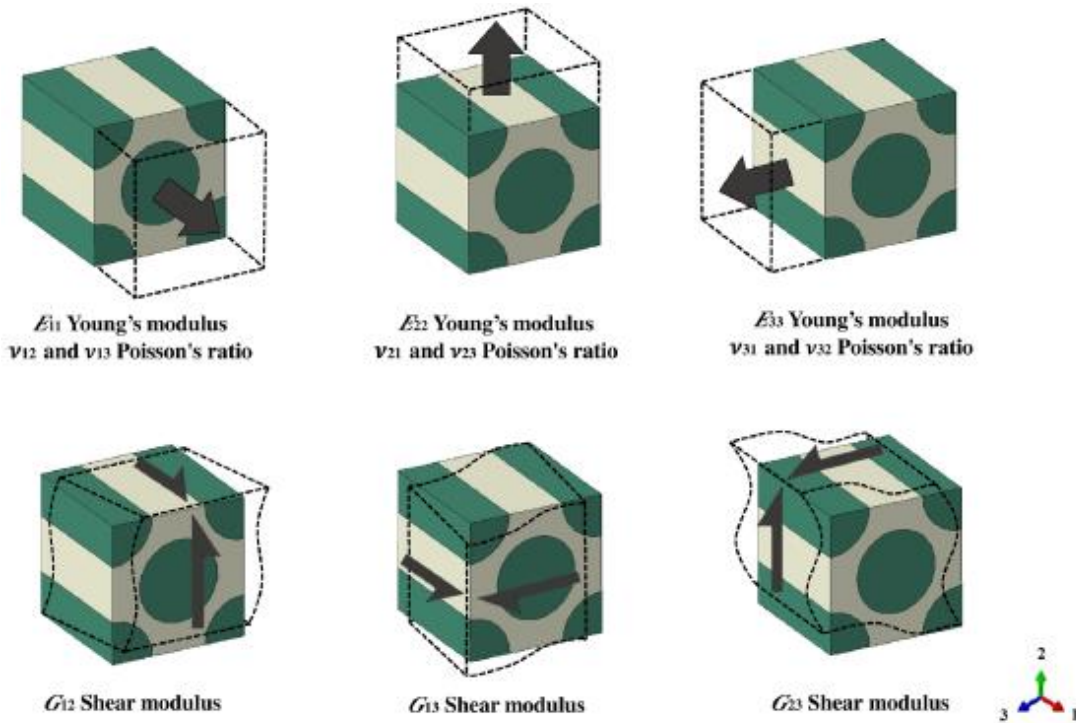 E11 Young's modulus
ν12 and ν13 Poisson's ratio
E22 Young's modulus
ν21 and ν23 Poisson's ratio
E33 Young's modulus
ν31 and ν32 Poisson's ratio
G12 Shear modulus
G13 Shear modulus
G23 Shear modulus
2
3
1